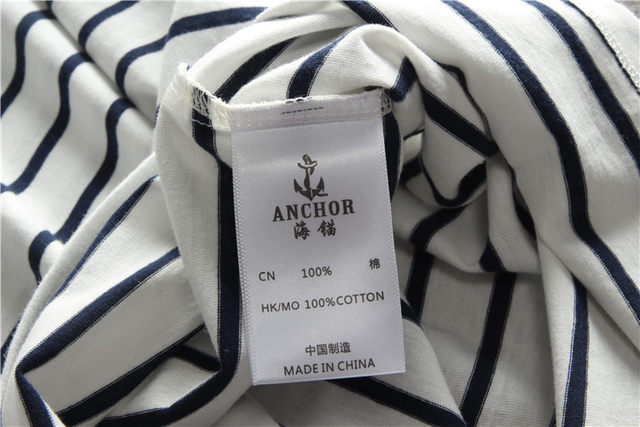 ANCHOR
海锚
CN 100% 棉
HK/MO 100%COTTON
中国制造
MADE IN CHINA